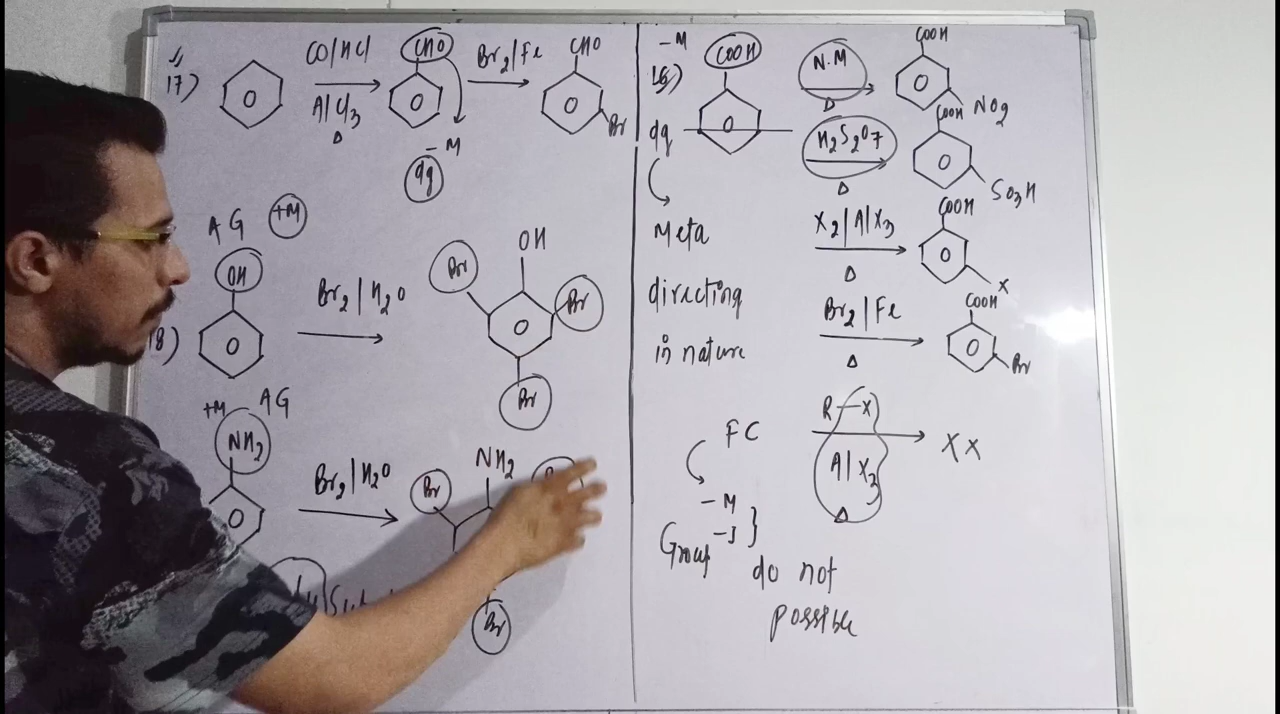 17)
CO/HCl
AlCl3
Δ
CHO
Br2/Fe
CHO
Br
-M
dg
AG +M
OH
18)
Br2/H2O
OH
Br
Br
Br
+M AG
NH2
Br2/H2O
NH2
Br
Br
-M
16)
COOH
dg
N.M
Δ
COOH
NO2
H2S2O7
Δ
COOH
SO3H
Meta
directing
in nature
X2/AlX3
Δ
COOH
X
Br2/Fe
Δ
COOH
Br
FC
R-X
AlX3
Δ
XX
-M
-I }
Group
do not
possible